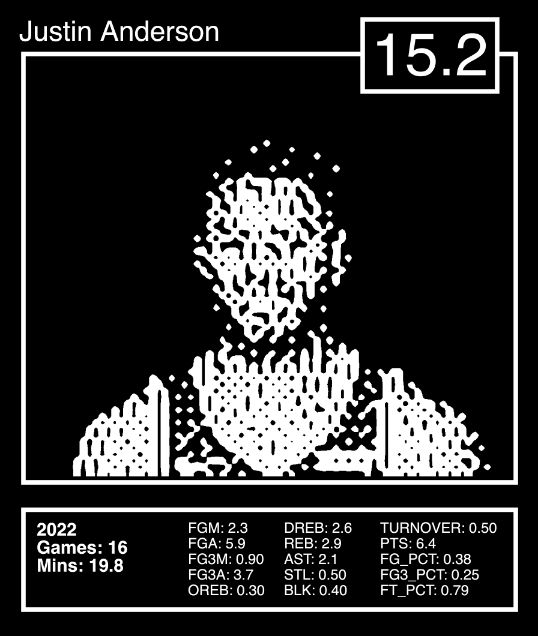 Justin Anderson
15.2
2022
Games: 16
Mins: 19.8
FGM: 2.3
FGA: 5.9
FG3M: 0.90
FG3A: 3.7
OREB: 0.30
DREB: 2.6
REB: 2.9
AST: 2.1
STL: 0.50
BLK: 0.40
TURNOVER: 0.50
PTS: 6.4
FG_PCT: 0.38
FG3_PCT: 0.25
FT_PCT: 0.79